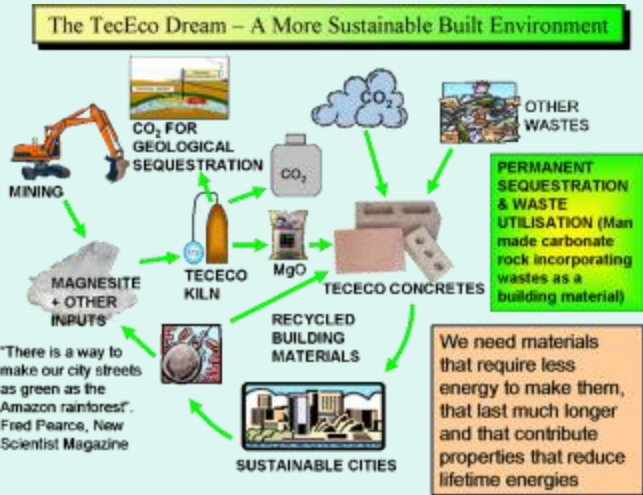 The TecEco Dream – A More Sustainable Built Environment
CO₂ FOR
GEOLOGICAL
SEQUESTRATION
MINING
CO₂
CO₂
OTHER
WASTES
PERMANENT
SEQUESTRATION
& WASTE
UTILISATION (Man
made carbonate
rock incorporating
wastes as a
building material)
MAGNESITE
+ OTHER
INPUTS
TECECO
KILN
MgO
TECECO CONCRETES
RECYCLED
BUILDING
MATERIALS
"There is a way to
make our city streets
as green as the
Amazon rainforest".
Fred Pearce, New
Scientist Magazine
SUSTAINABLE CITIES
We need materials
that require less
energy to make them,
that last much longer
and that contribute
properties that reduce
lifetime energies